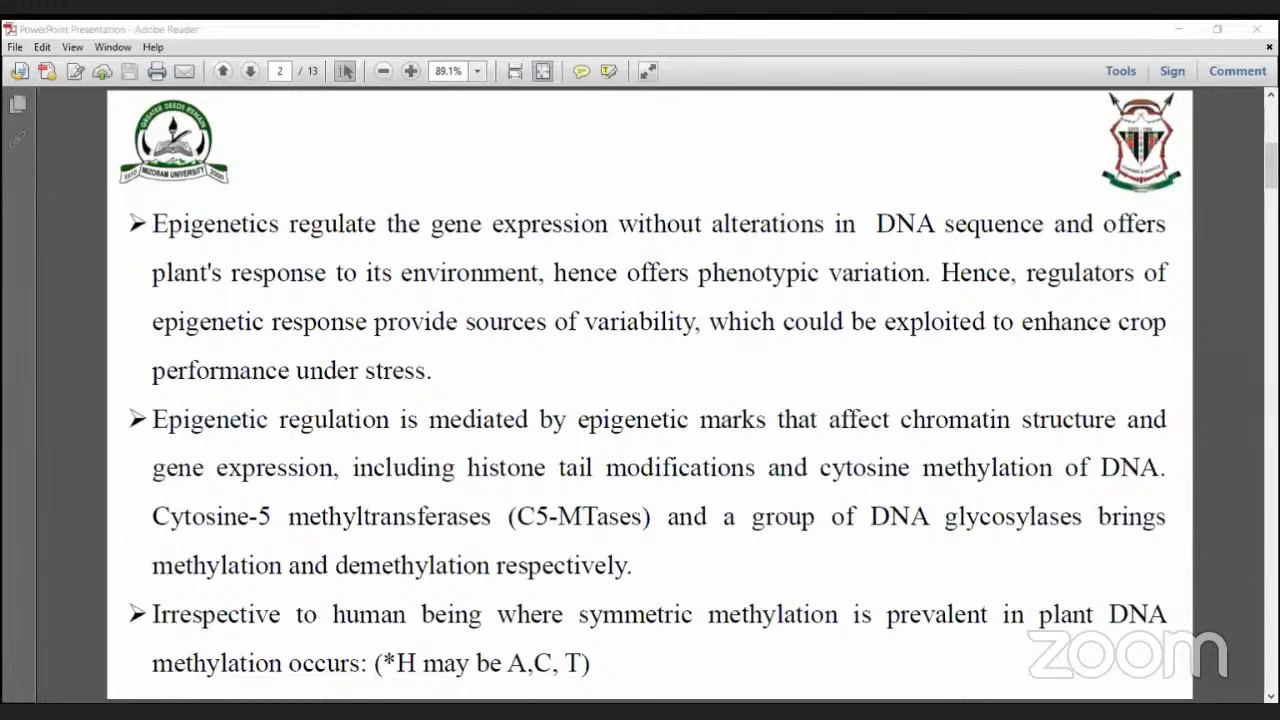 PowerPoint Presentation - Adobe Reader
File Edit View Window Help
2 / 13 89.1% Tools Sign Comment
GREATER DEEDS REMAIN
ESTD MIZORAM UNIVERSITY 2000
➢ Epigenetics regulate the gene expression without alterations in DNA sequence and offers
plant's response to its environment, hence offers phenotypic variation. Hence, regulators of
epigenetic response provide sources of variability, which could be exploited to enhance crop
performance under stress.
➢ Epigenetic regulation is mediated by epigenetic marks that affect chromatin structure and
gene expression, including histone tail modifications and cytosine methylation of DNA.
Cytosine-5 methyltransferases (C5-MTases) and a group of DNA glycosylases brings
methylation and demethylation respectively.
➢ Irrespective to human being where symmetric methylation is prevalent in plant DNA
methylation occurs: (*H may be A,C, T)
zoom